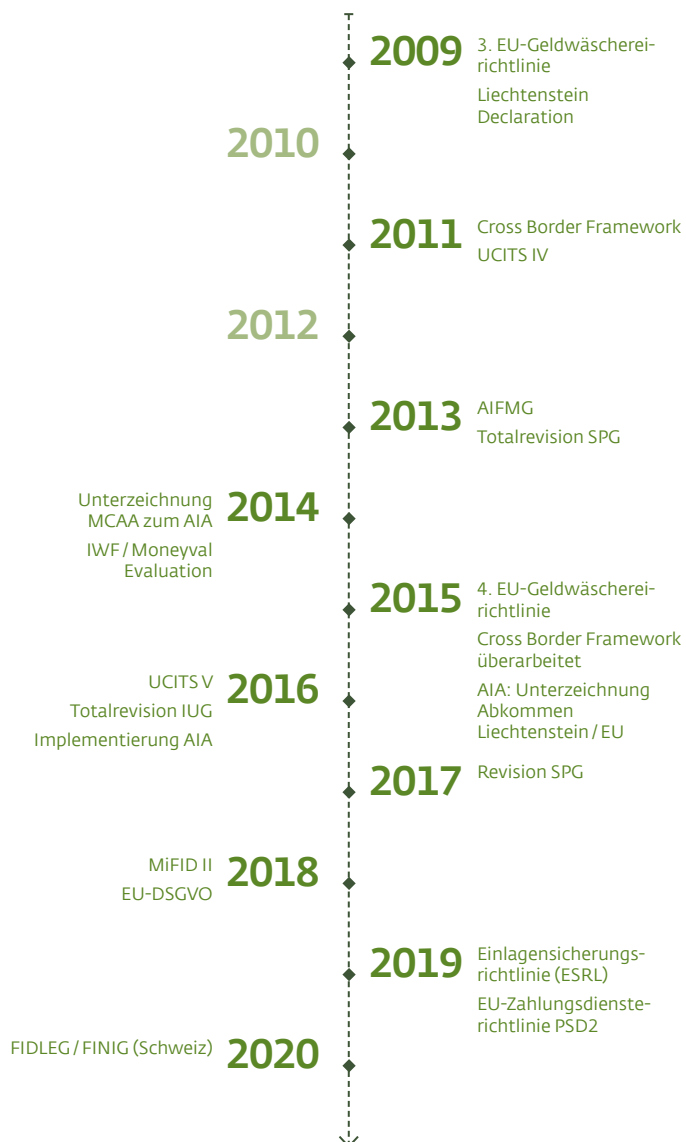 2009
3. EU-Geldwäscherei-
richtlinie
Liechtenstein
Declaration
2010
2011
Cross Border Framework
UCITS IV
2012
2013
AIFMG
Totalrevision SPG
2014
Unterzeichnung
MCAA zum AIA
IWF / Moneyval
Evaluation
2015
4. EU-Geldwäscherei-
richtlinie
Cross Border Framework
überarbeitet
AIA: Unterzeichnung
Abkommen
Liechtenstein / EU
2016
UCITS V
Totalrevision IUG
Implementierung AIA
2017
Revision SPG
2018
MiFID II
EU-DSGVO
2019
Einlagensicherungs-
richtlinie (ESRL)
EU-Zahlungsdienste-
richtlinie PSD2
2020
FIDLEG / FINIG (Schweiz)